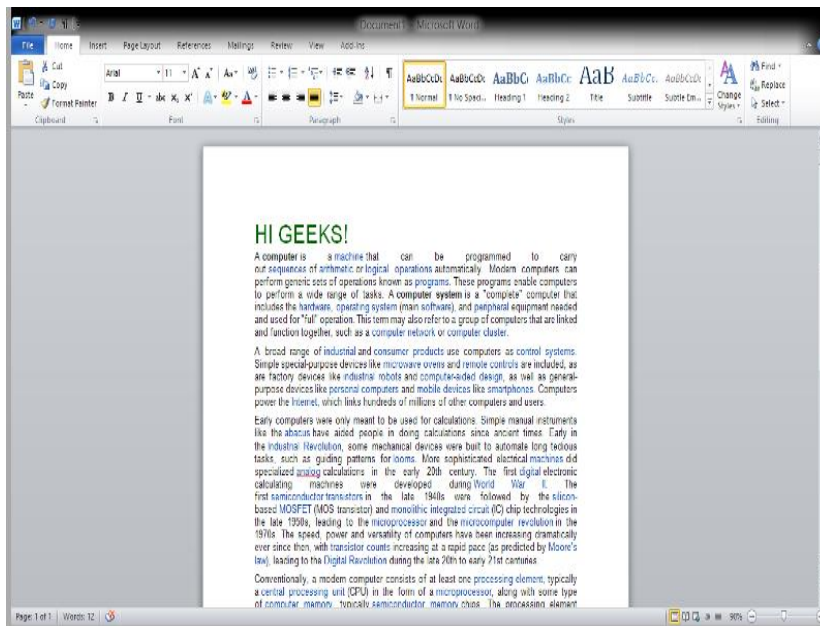 Document1 - Microsoft Word
File Home Insert Page Layout References Mailings Review View Add-Ins
Cut
Copy
Paste
Format Painter
Clipboard
Arial 11
Font
Paragraph
AaBbCcDc AaBbCcDc AaBbC AaBbCc AaB AaBbCc. AaBbCcDc
¶ Normal ¶ No Spaci... Heading 1 Heading 2 Title Subtitle Subtle Em...
Change
Styles
Styles
Find
Replace
Select
Editing
HI GEEKS!
A computer is a machine that can be programmed to carry
out sequences of arithmetic or logical operations automatically. Modern computers can
perform generic sets of operations known as programs. These programs enable computers
to perform a wide range of tasks. A computer system is a "complete" computer that
includes the hardware, operating system (main software), and peripheral equipment needed
and used for "full" operation. This term may also refer to a group of computers that are linked
and function together, such as a computer network or computer cluster.
A broad range of industrial and consumer products use computers as control systems.
Simple special-purpose devices like microwave ovens and remote controls are included, as
are factory devices like industrial robots and computer-aided design, as well as general-
purpose devices like personal computers and mobile devices like smartphones. Computers
power the Internet, which links hundreds of millions of other computers and users.
Early computers were only meant to be used for calculations. Simple manual instruments
like the abacus have aided people in doing calculations since ancient times. Early in
the Industrial Revolution, some mechanical devices were built to automate long tedious
tasks, such as guiding patterns for looms. More sophisticated electrical machines did
specialized analog calculations in the early 20th century. The first digital electronic
calculating machines were developed during World War II. The
first semiconductor transistors in the late 1940s were followed by the silicon-
based MOSFET (MOS transistor) and monolithic integrated circuit (IC) chip technologies in
the late 1950s, leading to the microprocessor and the microcomputer revolution in the
1970s. The speed, power and versatility of computers have been increasing dramatically
ever since then, with transistor counts increasing at a rapid pace (as predicted by Moore's
law), leading to the Digital Revolution during the late 20th to early 21st centuries.
Conventionally, a modern computer consists of at least one processing element, typically
a central processing unit (CPU) in the form of a microprocessor, along with some type
of computer memory, typically semiconductor memory chips. The processing element
Page: 1 of 1 Words: 12 90%